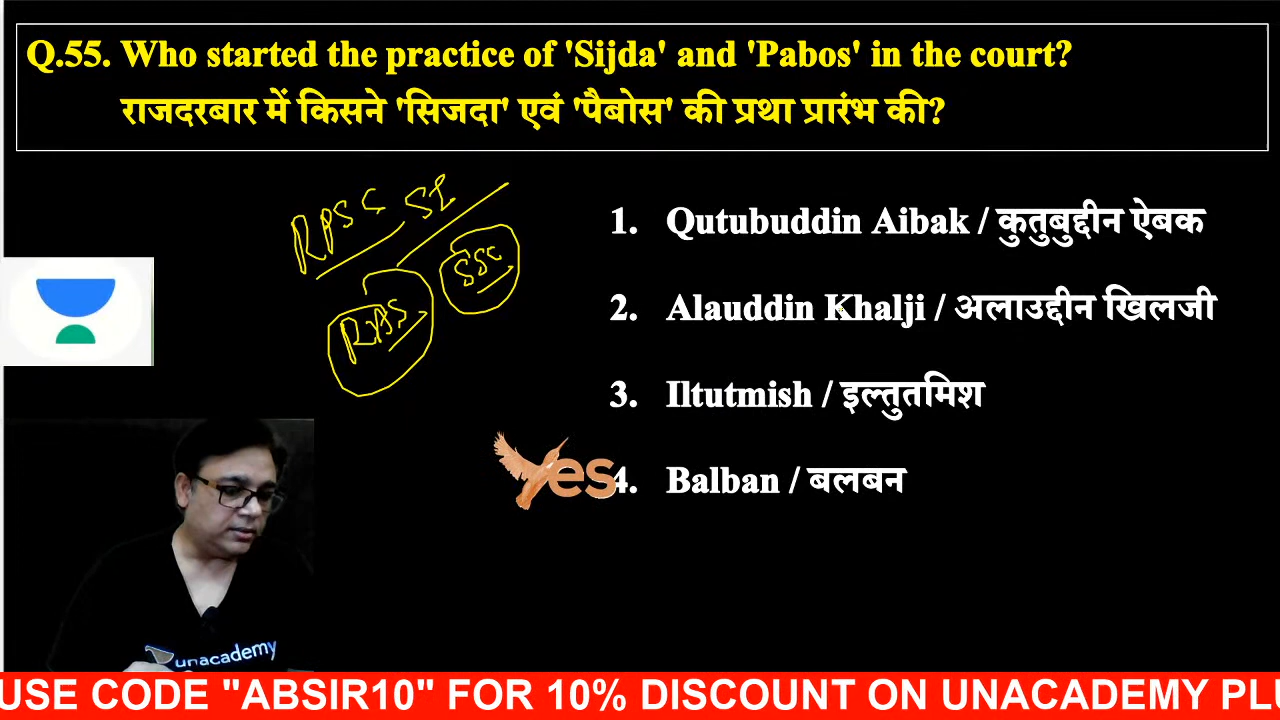 Q.55. Who started the practice of 'Sijda' and 'Pabos' in the court?
राजदरबार में किसने 'सिजदा' एवं 'पैबोस' की प्रथा प्रारंभ की?
RPSC SI
RAS
SSC
1. Qutubuddin Aibak / कुतुबुद्दीन ऐबक
2. Alauddin Khalji / अलाउद्दीन खिलजी
3. Iltutmish / इल्तुतमिश
Yes
4. Balban / बलबन
unacademy
USE CODE "ABSIR10" FOR 10% DISCOUNT ON UNACADEMY PLU